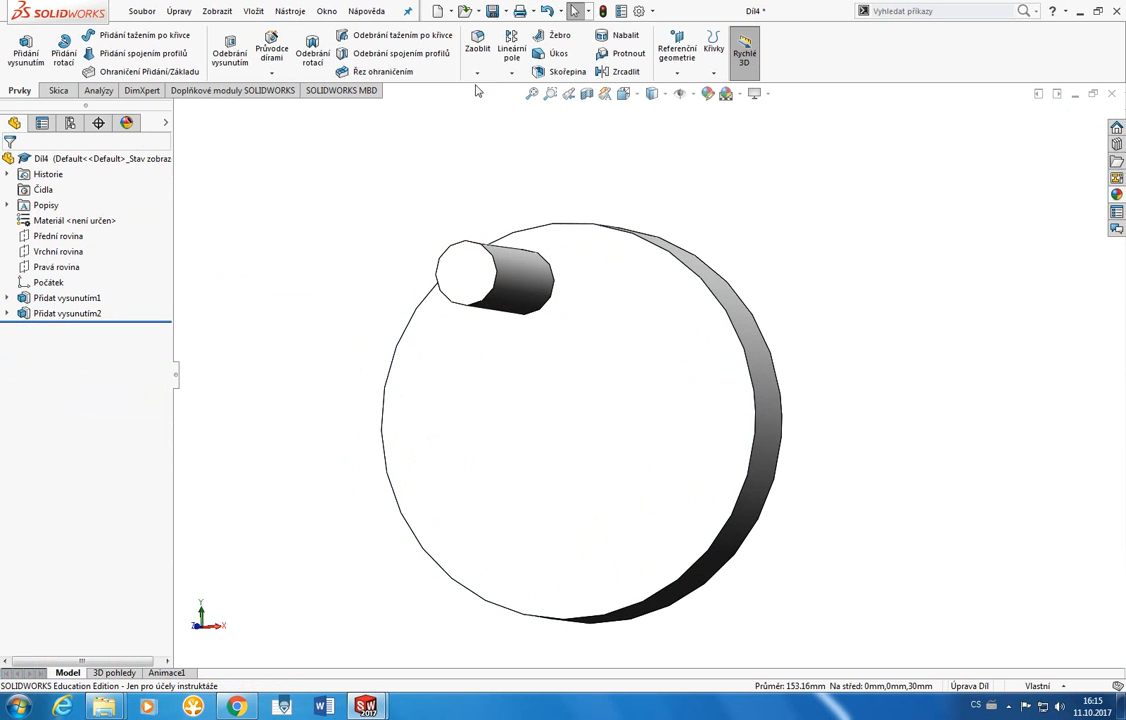 SOLIDWORKS
Soubor Úpravy Zobrazit Vložit Nástroje Okno Nápověda
Díl4 *
Vyhledat příkazy
Přidání vysunutím
Přidání rotací
Přidání tažením po křivce
Přidání spojením profilů
Ohraničení Přidání/Základu
Odebrání vysunutím
Průvodce dírami
Odebrání rotací
Odebrání tažením po křivce
Odebrání spojením profilů
Řez ohraničením
Zaoblit
Lineární pole
Žebro
Úkos
Skořepina
Nabalit
Protnout
Zrcadlit
Referenční geometrie
Křivky
Rychlé 3D
Prvky Skica Analýzy DimXpert Doplňkové moduly SOLIDWORKS SOLIDWORKS MBD
Díl4 (Default<<Default>_Stav zobraz
Historie
Čidla
Popisy
Materiál <není určen>
Přední rovina
Vrchní rovina
Pravá rovina
Počátek
Přidat vysunutím1
Přidat vysunutím2
Y
Z X
Model 3D pohledy Animace1
SOLIDWORKS Education Edition - Jen pro účely instruktáže
Průměr: 153.16mm Na střed: 0mm,0mm,30mm Úprava Díl Vlastní
CS
16:15
11.10.2017